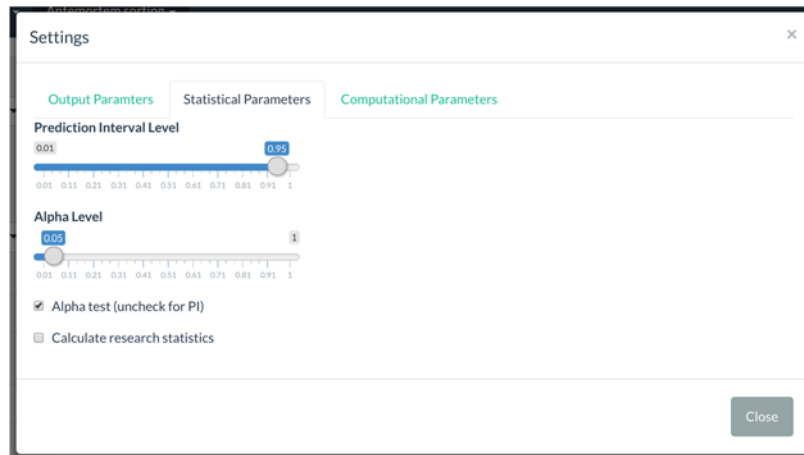 Antemortem sorting
Settings
×
Output Paramters Statistical Parameters Computational Parameters
Prediction Interval Level
0.01 0.95
0.01 0.11 0.21 0.31 0.41 0.51 0.61 0.71 0.81 0.91 1
Alpha Level
0.05 1
0.01 0.11 0.21 0.31 0.41 0.51 0.61 0.71 0.81 0.91 1
Alpha test (uncheck for PI)
Calculate research statistics
Close